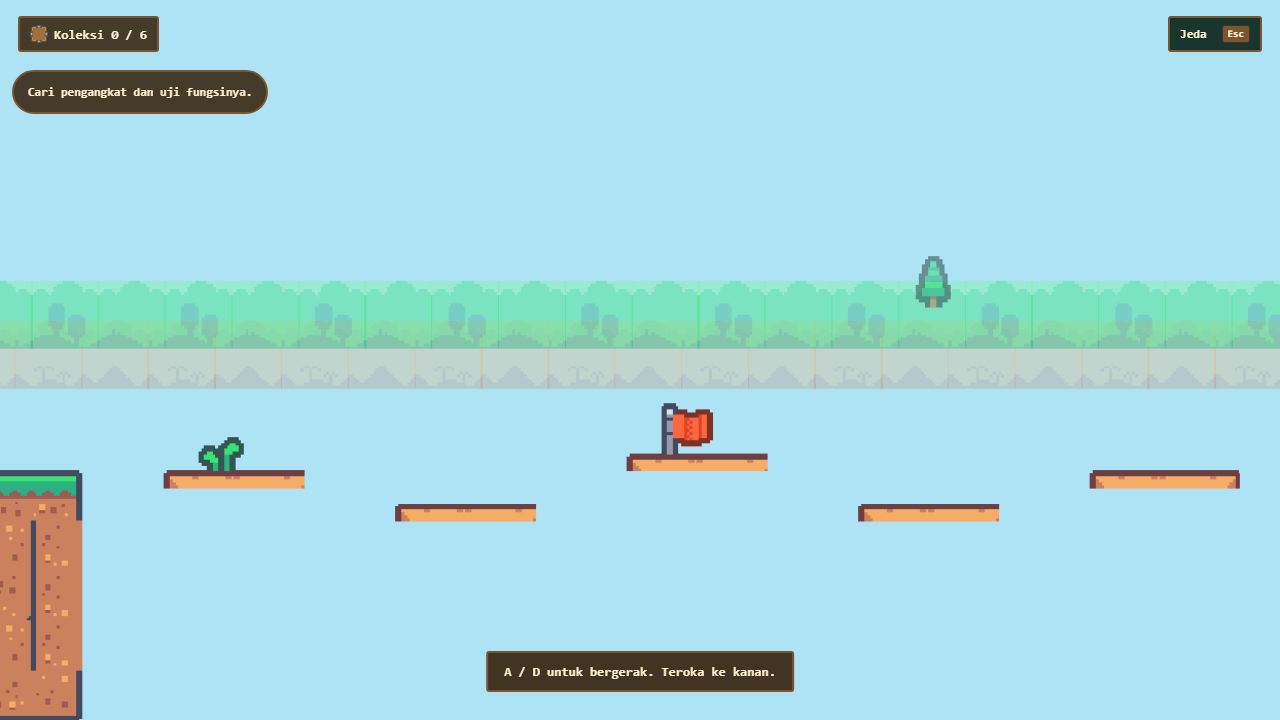 Koleksi 0 / 6
Jeda Esc
Cari pengangkat dan uji fungsinya.
A / D untuk bergerak. Teroka ke kanan.